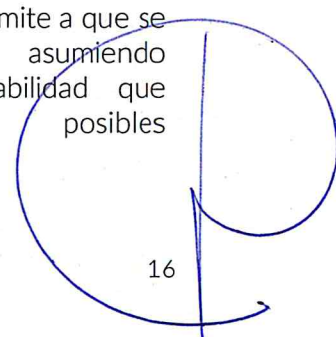 mite a que se
asumiendo
abilidad que
posibles
16